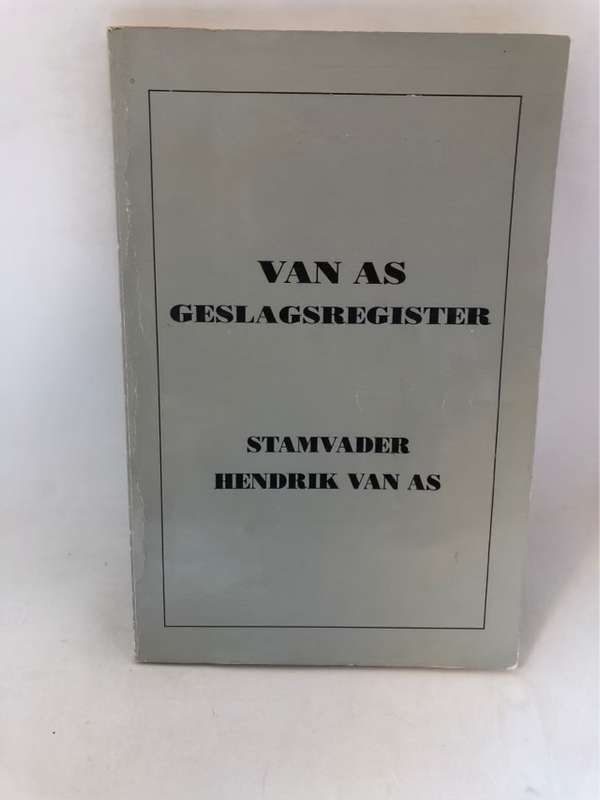 VAN AS
GESLAGSREGISTER
STAMVADER
HENDRIK VAN AS